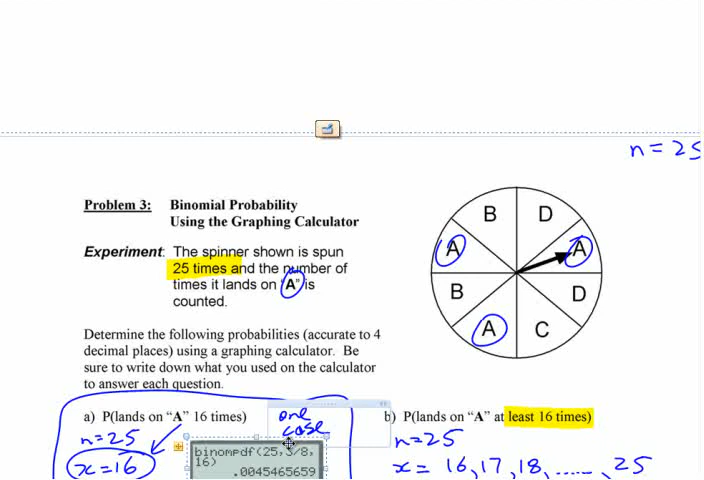 n = 25
Problem 3: Binomial Probability
Using the Graphing Calculator
Experiment: The spinner shown is spun
25 times and the number of
times it lands on "A" is
counted.
B D
A A
B D
A C
Determine the following probabilities (accurate to 4
decimal places) using a graphing calculator. Be
sure to write down what you used on the calculator
to answer each question.
a) P(lands on "A" 16 times)
one
case
n=25
x=16
binompdf(25,3/8,
16)
.0045465659
b) P(lands on "A" at least 16 times)
n=25
x = 16,17,18,....., 25